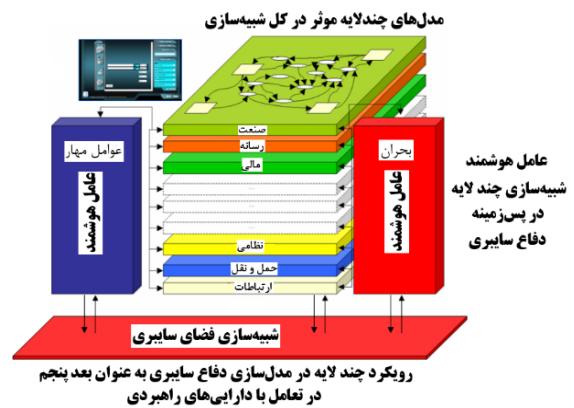 مدل‌های چندلایه موثر در کل شبیه‌سازی
صنعت
رسانه
مالی
...
...
...
نظامی
حمل و نقل
ارتباطات
عوامل مهار
عامل هوشمند
بحران
عامل هوشمند
عامل هوشمند
شبیه‌سازی چند لایه
در پس‌زمینه
دفاع سایبری
شبیه‌سازی فضای سایبری
رویکرد چند لایه در مدل‌سازی دفاع سایبری به عنوان بعد پنجم
در تعامل با دارایی‌های راهبردی